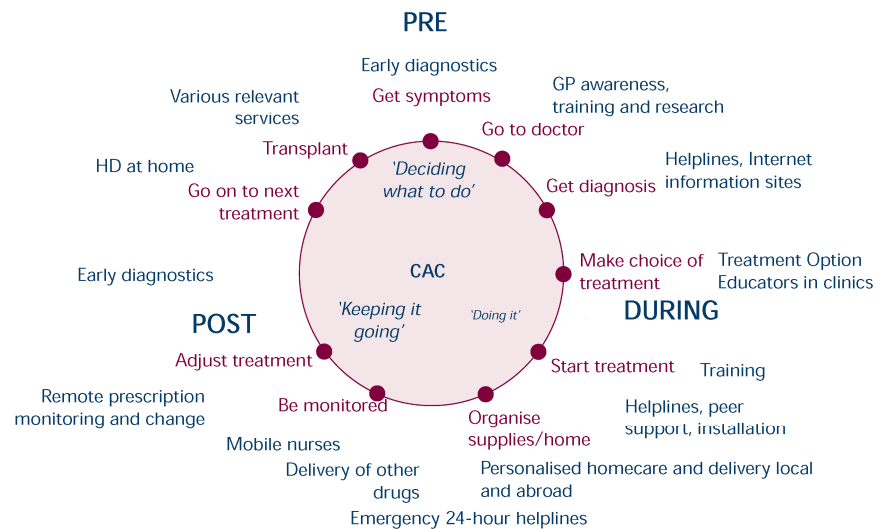 PRE
Early diagnostics
Get symptoms
GP awareness,
training and research
Go to doctor
Helplines, Internet
information sites
Get diagnosis
Make choice of
treatment
Treatment Option
Educators in clinics
DURING
Start treatment
Training
Helplines, peer
support, installation
Organise
supplies/home
Personalised homecare and delivery local
and abroad
Emergency 24-hour helplines
Delivery of other
drugs
Mobile nurses
Be monitored
Remote prescription
monitoring and change
Adjust treatment
POST
Early diagnostics
Go on to next
treatment
HD at home
Transplant
Various relevant
services
‘Deciding
what to do’
CAC
‘Keeping it
going’
‘Doing it’